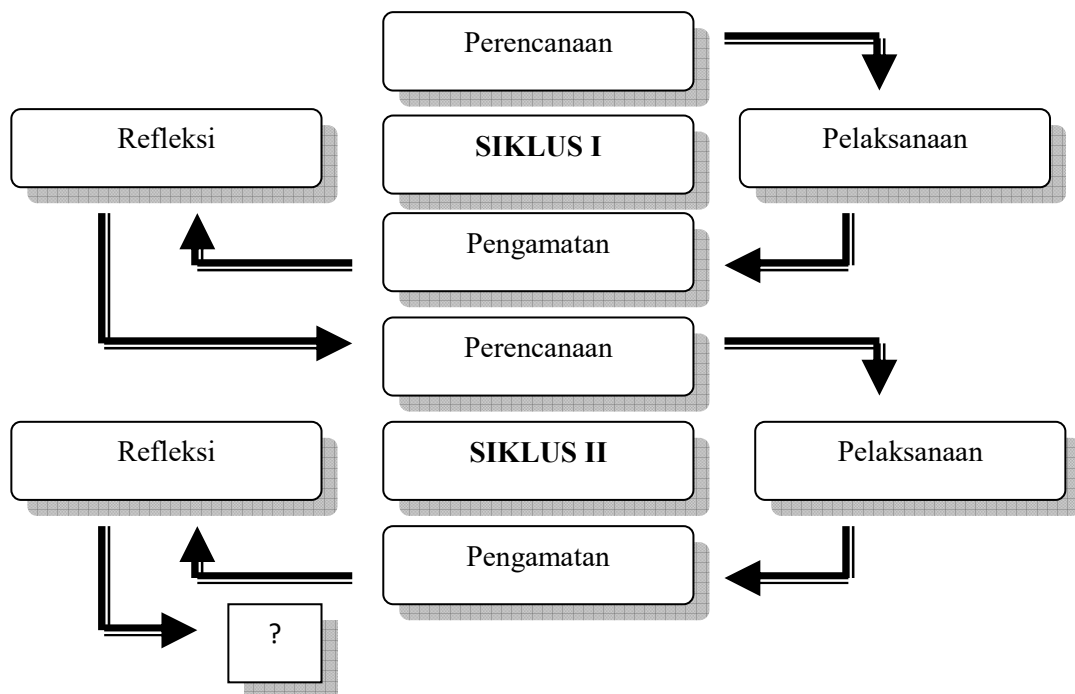 Perencanaan
Refleksi
SIKLUS I
Pelaksanaan
Pengamatan
Perencanaan
Refleksi
SIKLUS II
Pelaksanaan
Pengamatan
?